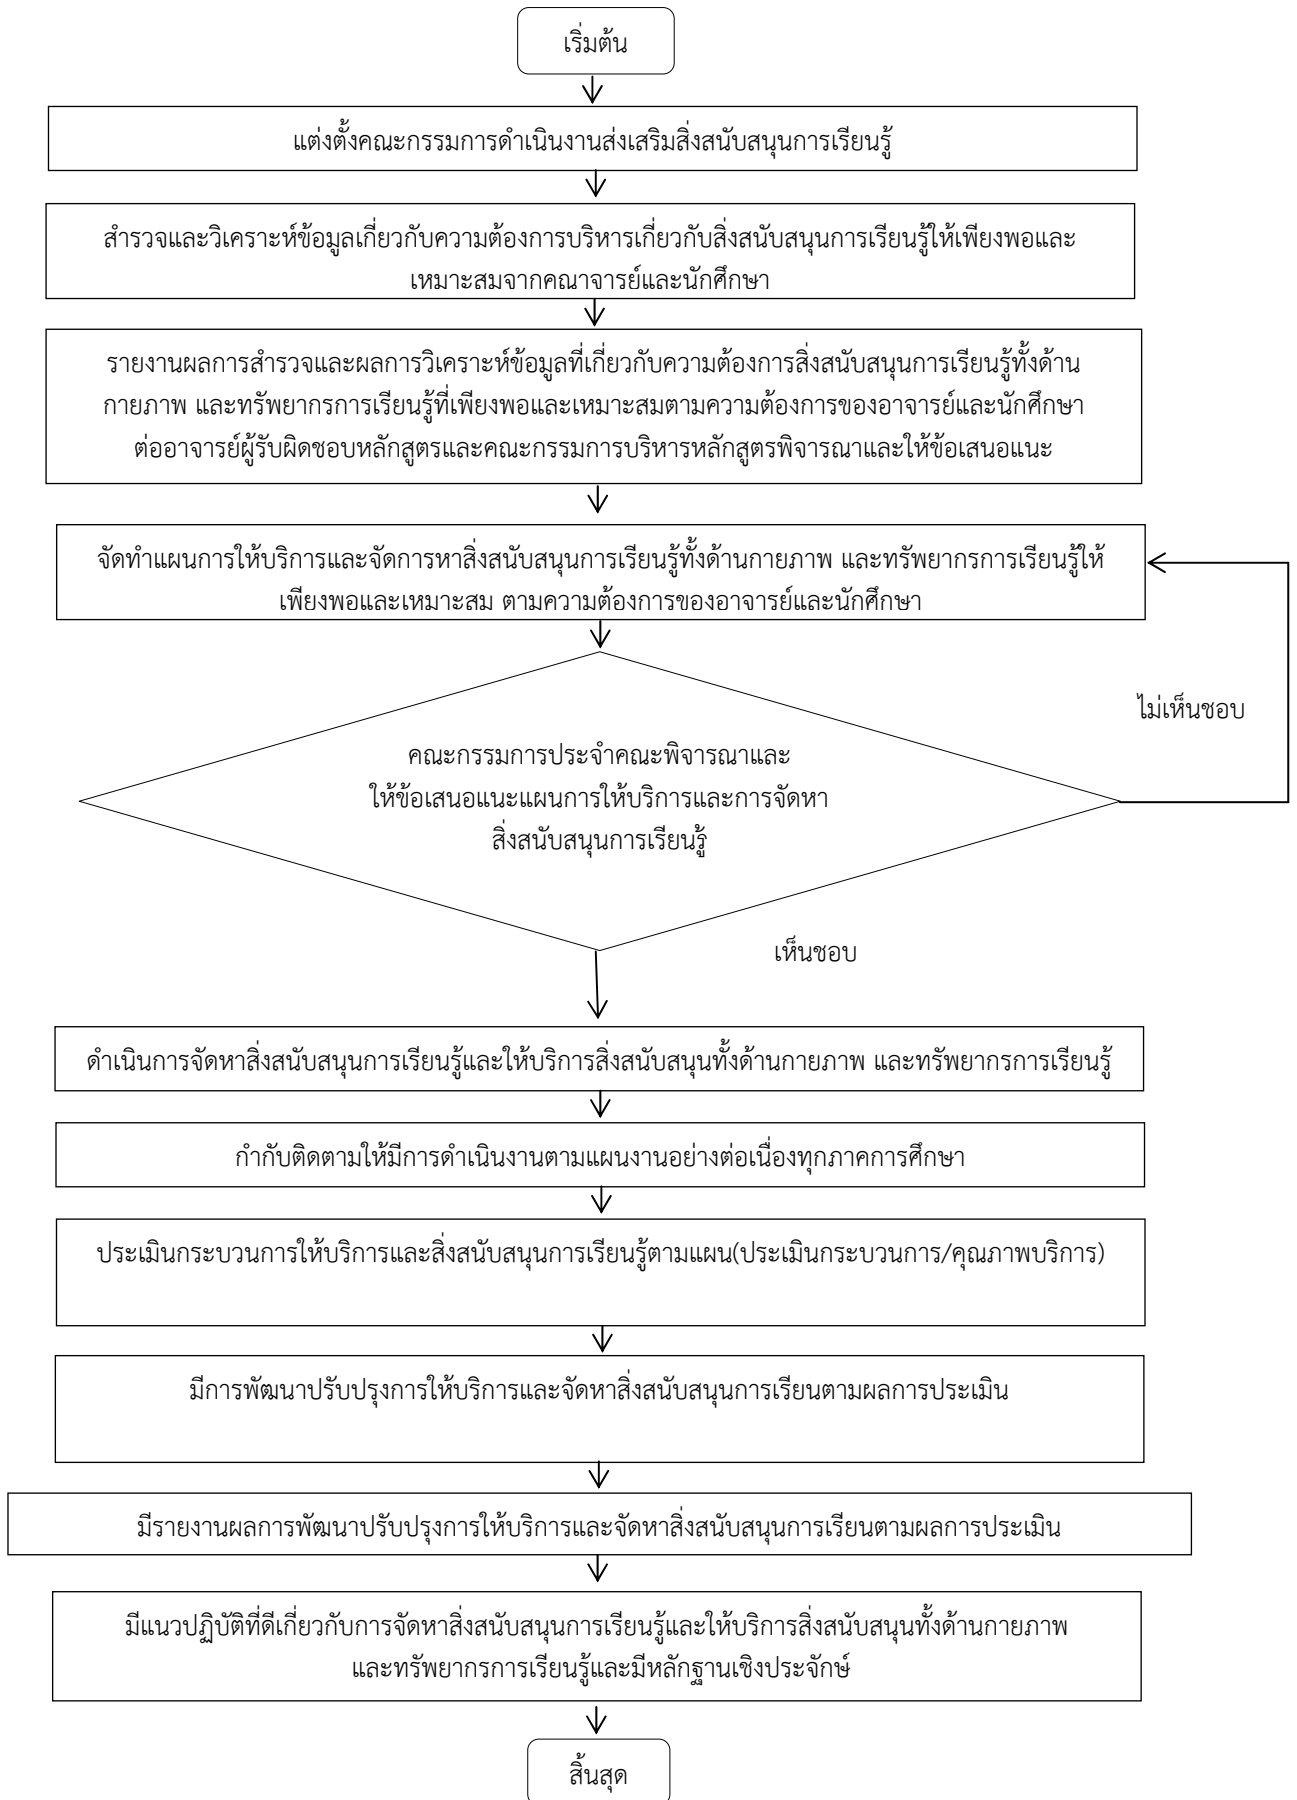 เริ่มต้น
แต่งตั้งคณะกรรมการดำเนินงานส่งเสริมสิ่งสนับสนุนการเรียนรู้
สำรวจและวิเคราะห์ข้อมูลเกี่ยวกับความต้องการบริหารเกี่ยวกับสิ่งสนับสนุนการเรียนรู้ให้เพียงพอและ
เหมาะสมจากคณาจารย์และนักศึกษา
รายงานผลการสำรวจและผลการวิเคราะห์ข้อมูลที่เกี่ยวกับความต้องการสิ่งสนับสนุนการเรียนรู้ทั้งด้าน
กายภาพ และทรัพยากรการเรียนรู้ที่เพียงพอและเหมาะสมตามความต้องการของอาจารย์และนักศึกษา
ต่ออาจารย์ผู้รับผิดชอบหลักสูตรและคณะกรรมการบริหารหลักสูตรพิจารณาและให้ข้อเสนอแนะ
จัดทำแผนการให้บริการและจัดการหาสิ่งสนับสนุนการเรียนรู้ทั้งด้านกายภาพ และทรัพยากรการเรียนรู้ให้
เพียงพอและเหมาะสม ตามความต้องการของอาจารย์และนักศึกษา
ไม่เห็นชอบ
คณะกรรมการประจำคณะพิจารณาและ
ให้ข้อเสนอแนะแผนการให้บริการและการจัดหา
สิ่งสนับสนุนการเรียนรู้
เห็นชอบ
ดำเนินการจัดหาสิ่งสนับสนุนการเรียนรู้และให้บริการสิ่งสนับสนุนทั้งด้านกายภาพ และทรัพยากรการเรียนรู้
กำกับติดตามให้มีการดำเนินงานตามแผนงานอย่างต่อเนื่องทุกภาคการศึกษา
ประเมินกระบวนการให้บริการและสิ่งสนับสนุนการเรียนรู้ตามแผน(ประเมินกระบวนการ/คุณภาพบริการ)
มีการพัฒนาปรับปรุงการให้บริการและจัดหาสิ่งสนับสนุนการเรียนตามผลการประเมิน
มีรายงานผลการพัฒนาปรับปรุงการให้บริการและจัดหาสิ่งสนับสนุนการเรียนตามผลการประเมิน
มีแนวปฏิบัติที่ดีเกี่ยวกับการจัดหาสิ่งสนับสนุนการเรียนรู้และให้บริการสิ่งสนับสนุนทั้งด้านกายภาพ
และทรัพยากรการเรียนรู้และมีหลักฐานเชิงประจักษ์
สิ้นสุด